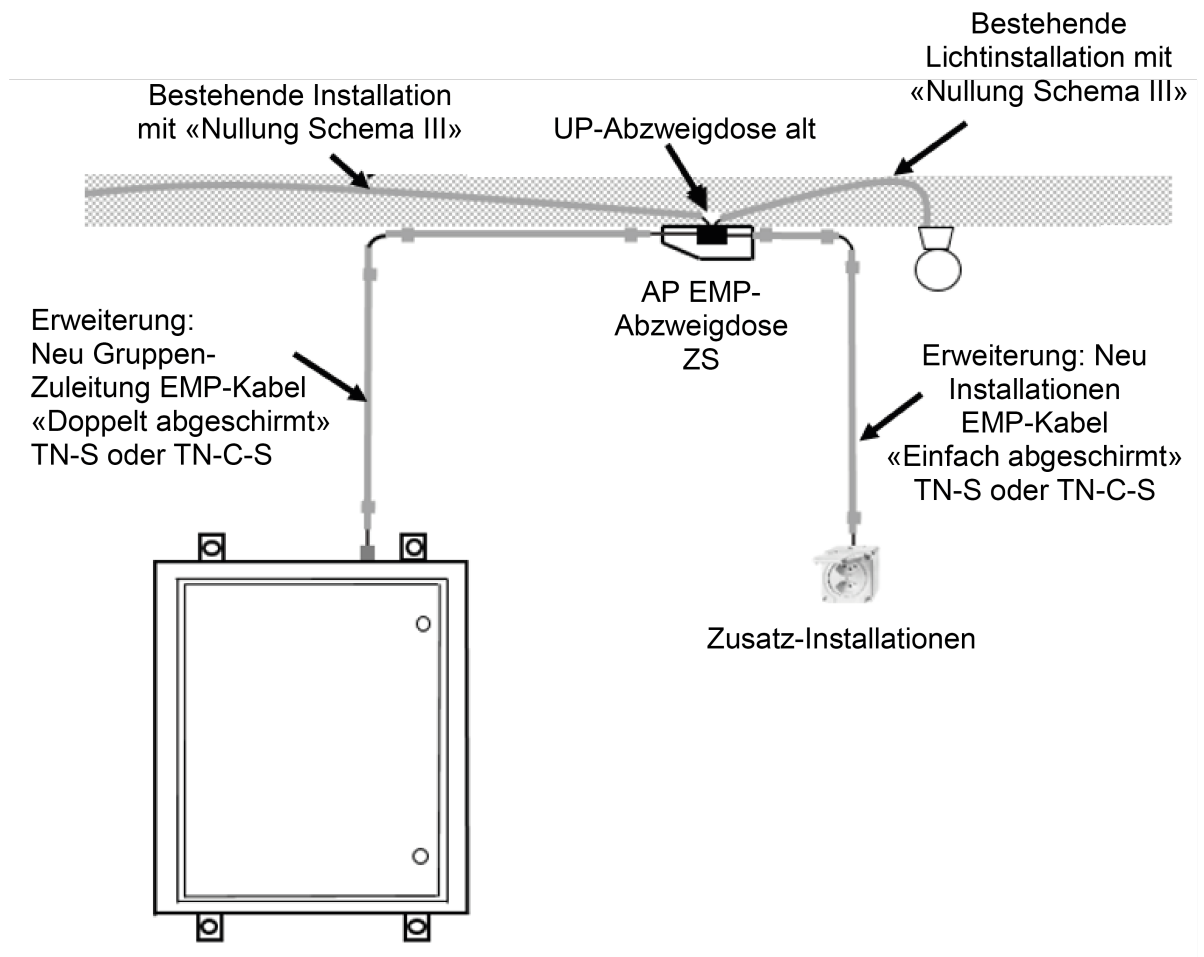 Bestehende
Lichtinstallation mit
«Nullung Schema III»
Bestehende Installation
mit «Nullung Schema III»
UP-Abzweigdose alt
AP EMP-
Abzweigdose
ZS
Erweiterung:
Neu Gruppen-
Zuleitung EMP-Kabel
«Doppelt abgeschirmt»
TN-S oder TN-C-S
Erweiterung: Neu
Installationen
EMP-Kabel
«Einfach abgeschirmt»
TN-S oder TN-C-S
Zusatz-Installationen